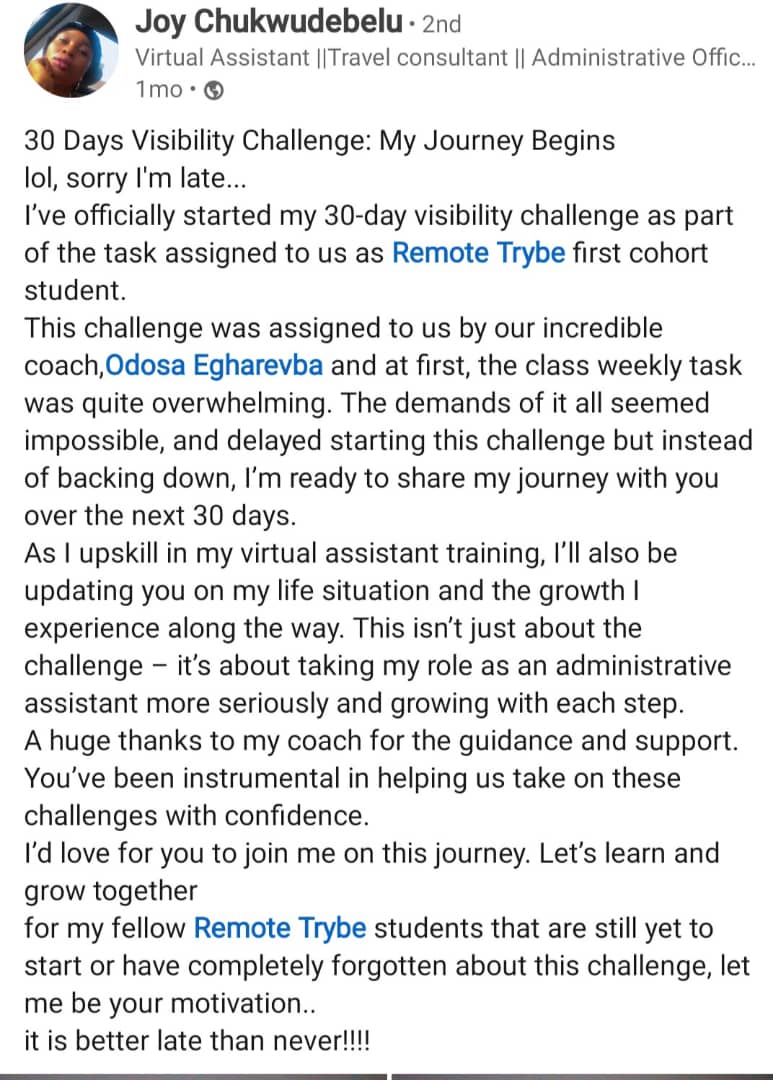 Joy Chukwudebelu • 2nd
Virtual Assistant ||Travel consultant || Administrative Offic...
1mo •
30 Days Visibility Challenge: My Journey Begins
lol, sorry I'm late...
I’ve officially started my 30-day visibility challenge as part
of the task assigned to us as Remote Trybe first cohort
student.
This challenge was assigned to us by our incredible
coach,Odosa Egharevba and at first, the class weekly task
was quite overwhelming. The demands of it all seemed
impossible, and delayed starting this challenge but instead
of backing down, I’m ready to share my journey with you
over the next 30 days.
As I upskill in my virtual assistant training, I’ll also be
updating you on my life situation and the growth I
experience along the way. This isn’t just about the
challenge – it’s about taking my role as an administrative
assistant more seriously and growing with each step.
A huge thanks to my coach for the guidance and support.
You’ve been instrumental in helping us take on these
challenges with confidence.
I’d love for you to join me on this journey. Let’s learn and
grow together
for my fellow Remote Trybe students that are still yet to
start or have completely forgotten about this challenge, let
me be your motivation..
it is better late than never!!!!